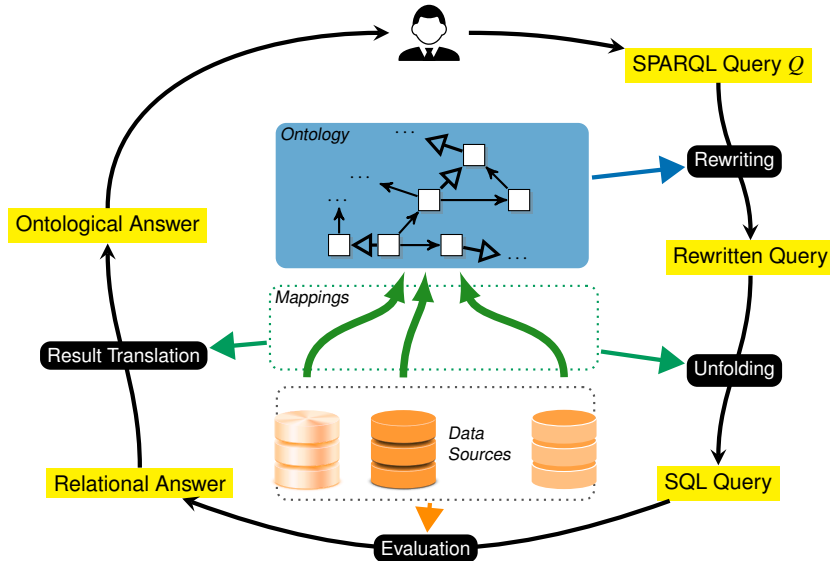 SPARQL Query Q
Ontology
. . .
. . .
Rewriting
. . .
. . .
Ontological Answer
Rewritten Query
Mappings
Result Translation
Unfolding
Data
Sources
Relational Answer
SQL Query
Evaluation